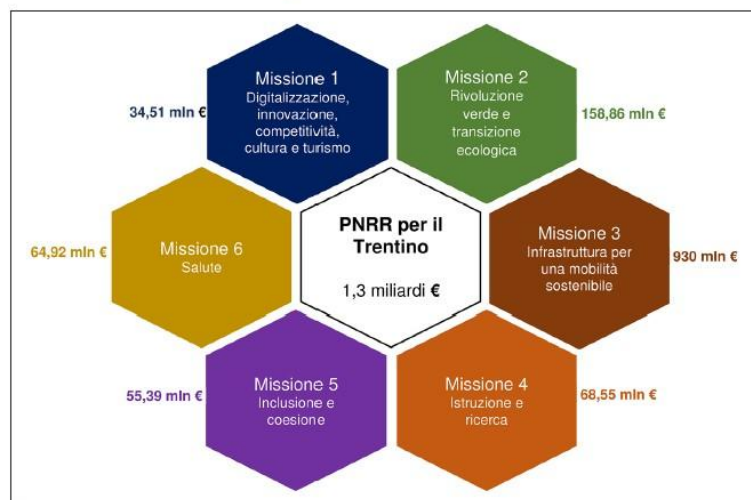 Missione 1
Digitalizzazione,
innovazione,
competitività,
cultura e turismo
34,51 mln €
Missione 2
Rivoluzione
verde e
transizione
ecologica
158,86 mln €
Missione 6
Salute
64,92 mln €
PNRR per il
Trentino
1,3 miliardi €
Missione 3
Infrastruttura per
una mobilità
sostenibile
930 mln €
Missione 5
Inclusione e
coesione
55,39 mln €
Missione 4
Istruzione e
ricerca
68,55 mln €